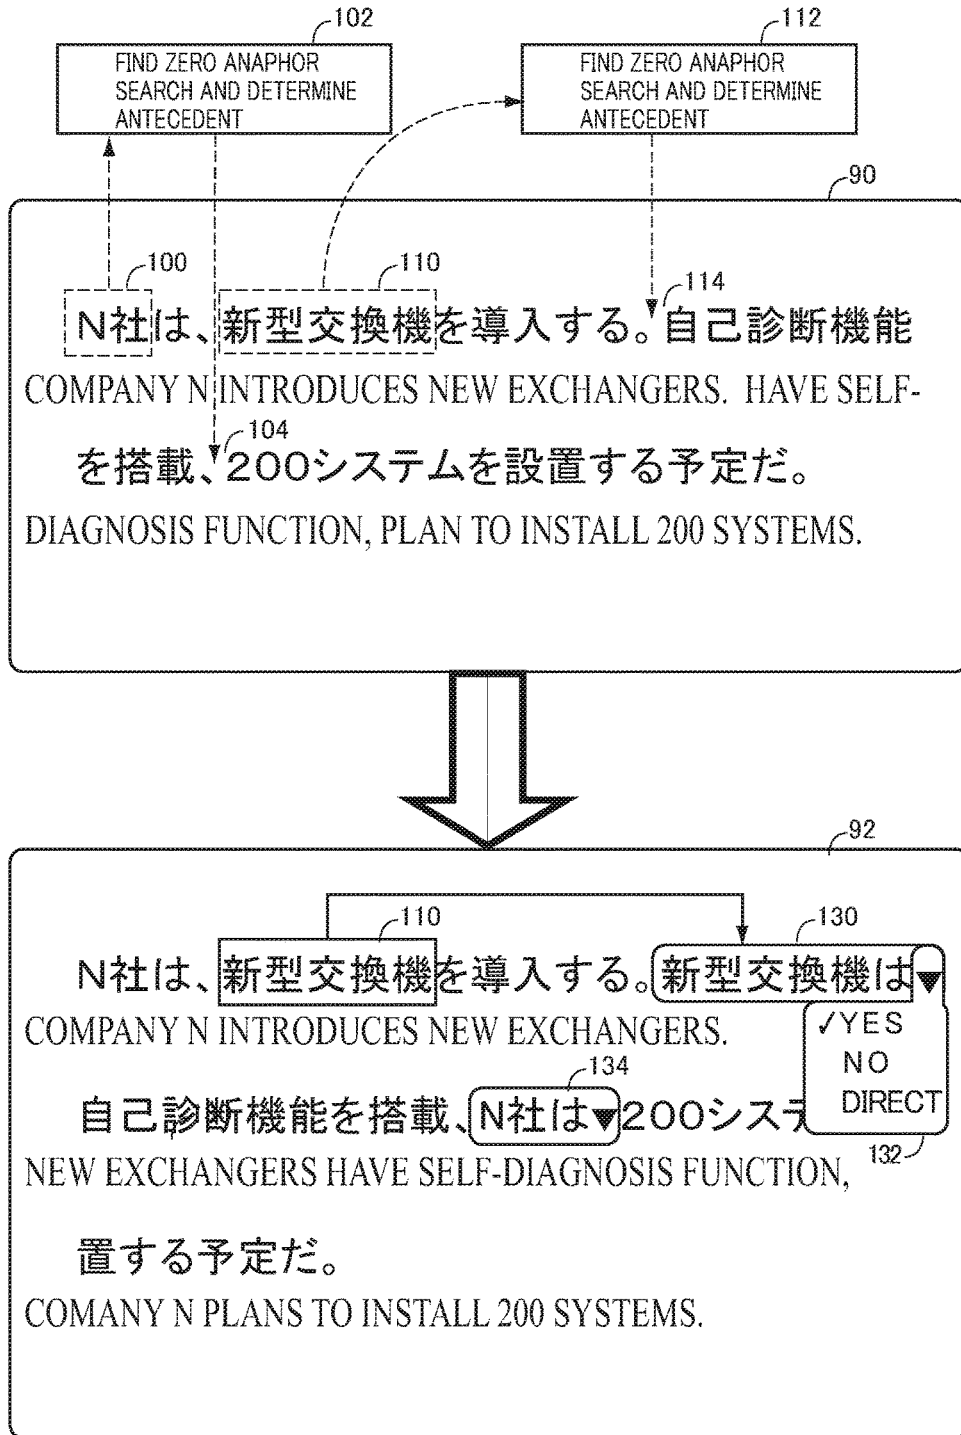 102
FIND ZERO ANAPHOR
SEARCH AND DETERMINE
ANTECEDENT
112
FIND ZERO ANAPHOR
SEARCH AND DETERMINE
ANTECEDENT
90
100
110
114
N社は、新型交換機を導入する。自己診断機能
COMPANY N INTRODUCES NEW EXCHANGERS. HAVE SELF-
104
を搭載、200システムを設置する予定だ。
DIAGNOSIS FUNCTION, PLAN TO INSTALL 200 SYSTEMS.
92
110
130
N社は、新型交換機を導入する。新型交換機は▼
COMPANY N INTRODUCES NEW EXCHANGERS.
✓YES
NO
DIRECT
132
134
自己診断機能を搭載、N社は▼200システ
NEW EXCHANGERS HAVE SELF-DIAGNOSIS FUNCTION,
置する予定だ。
COMANY N PLANS TO INSTALL 200 SYSTEMS.